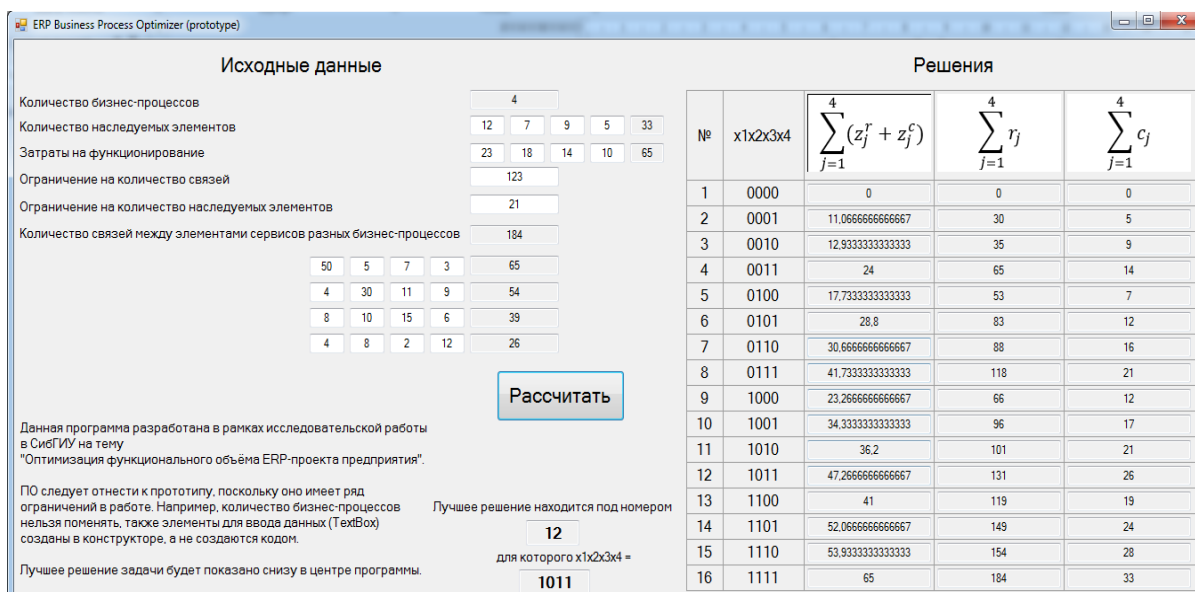 ERP Business Process Optimizer (prototype)
Исходные данные
Количество бизнес-процессов 4
Количество наследуемых элементов 12 7 9 5 33
Затраты на функционирование 23 18 14 10 65
Ограничение на количество связей 123
Ограничение на количество наследуемых элементов 21
Количество связей между элементами сервисов разных бизнес-процессов 184
50 5 7 3 65
4 30 11 9 54
8 10 15 6 39
4 8 2 12 26
Рассчитать
Данная программа разработана в рамках исследовательской работы
в СибГИУ на тему
"Оптимизация функционального объёма ERP-проекта предприятия".
ПО следует отнести к прототипу, поскольку оно имеет ряд
ограничений в работе. Например, количество бизнес-процессов
нельзя поменять, также элементы для ввода данных (TextBox)
созданы в конструкторе, а не создаются кодом.
Лучшее решение задачи будет показано снизу в центре программы.
Лучшее решение находится под номером
12
для которого x1x2x3x4 =
1011
Решения
№ x1x2x3x4 4∑j=1(zʲʳ + zʲᶜ) 4∑j=1 rj 4∑j=1 cj
1 0000 0 0 0
2 0001 11,0666666666667 30 5
3 0010 12,9333333333333 35 9
4 0011 24 65 14
5 0100 17,7333333333333 53 7
6 0101 28,8 83 12
7 0110 30,6666666666667 88 16
8 0111 41,7333333333333 118 21
9 1000 23,2666666666667 66 12
10 1001 34,3333333333333 96 17
11 1010 36,2 101 21
12 1011 47,2666666666667 131 26
13 1100 41 119 19
14 1101 52,0666666666667 149 24
15 1110 53,9333333333333 154 28
16 1111 65 184 33